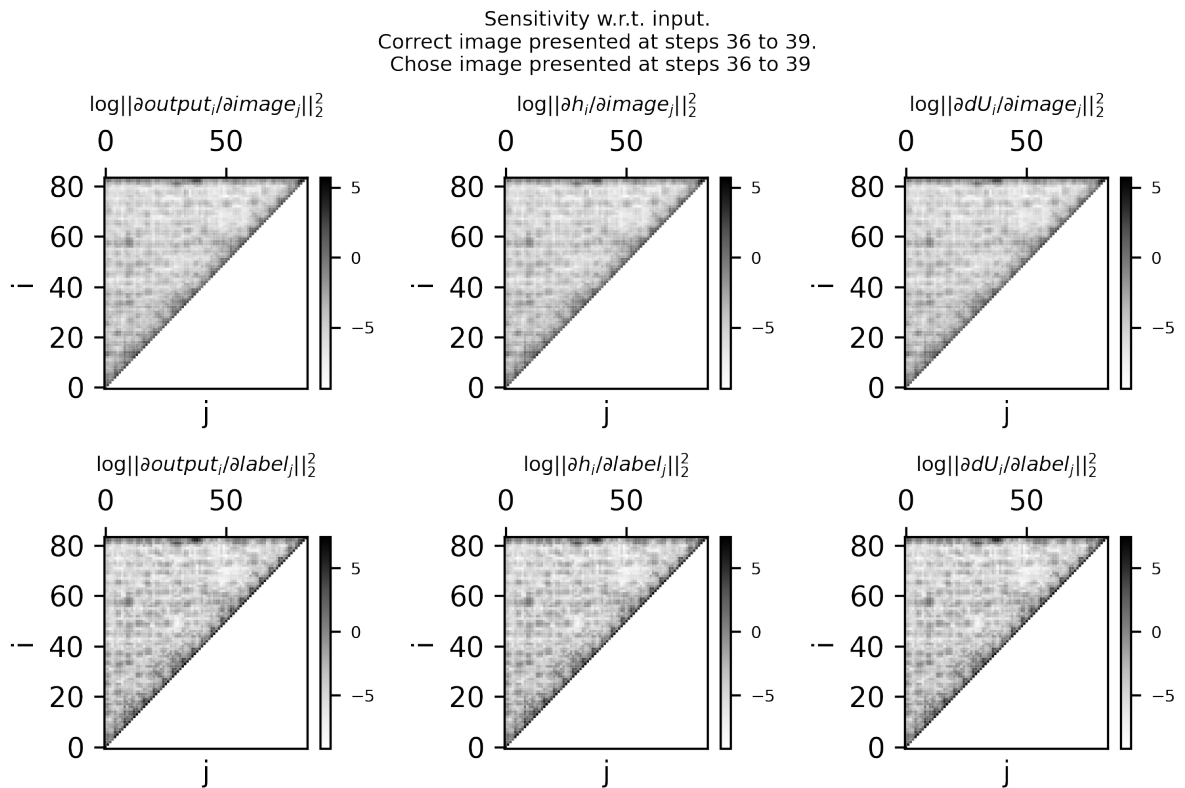 Sensitivity w.r.t. input.
Correct image presented at steps 36 to 39.
Chose image presented at steps 36 to 39
log||∂output_i/∂image_j||_2^2
log||∂h_i/∂image_j||_2^2
log||∂dU_i/∂image_j||_2^2
0 50
0 50
0 50
80
60
40
20
0
i
j
5
0
−5
80
60
40
20
0
i
j
5
0
−5
80
60
40
20
0
i
j
5
0
−5
log||∂output_i/∂label_j||_2^2
log||∂h_i/∂label_j||_2^2
log||∂dU_i/∂label_j||_2^2
0 50
0 50
0 50
80
60
40
20
0
i
j
5
0
−5
80
60
40
20
0
i
j
5
0
−5
80
60
40
20
0
i
j
5
0
−5